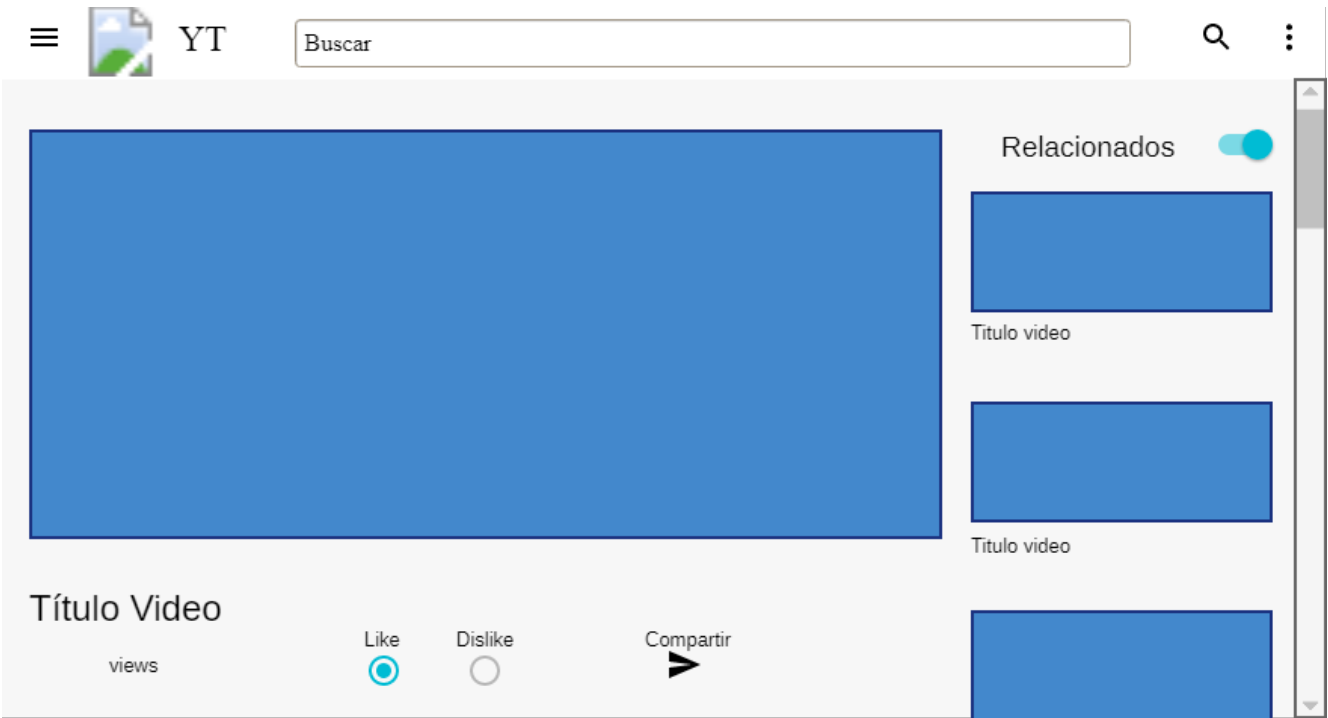 YT
Buscar
Relacionados
Titulo video
Titulo video
Título Video
views
Like
Dislike
Compartir